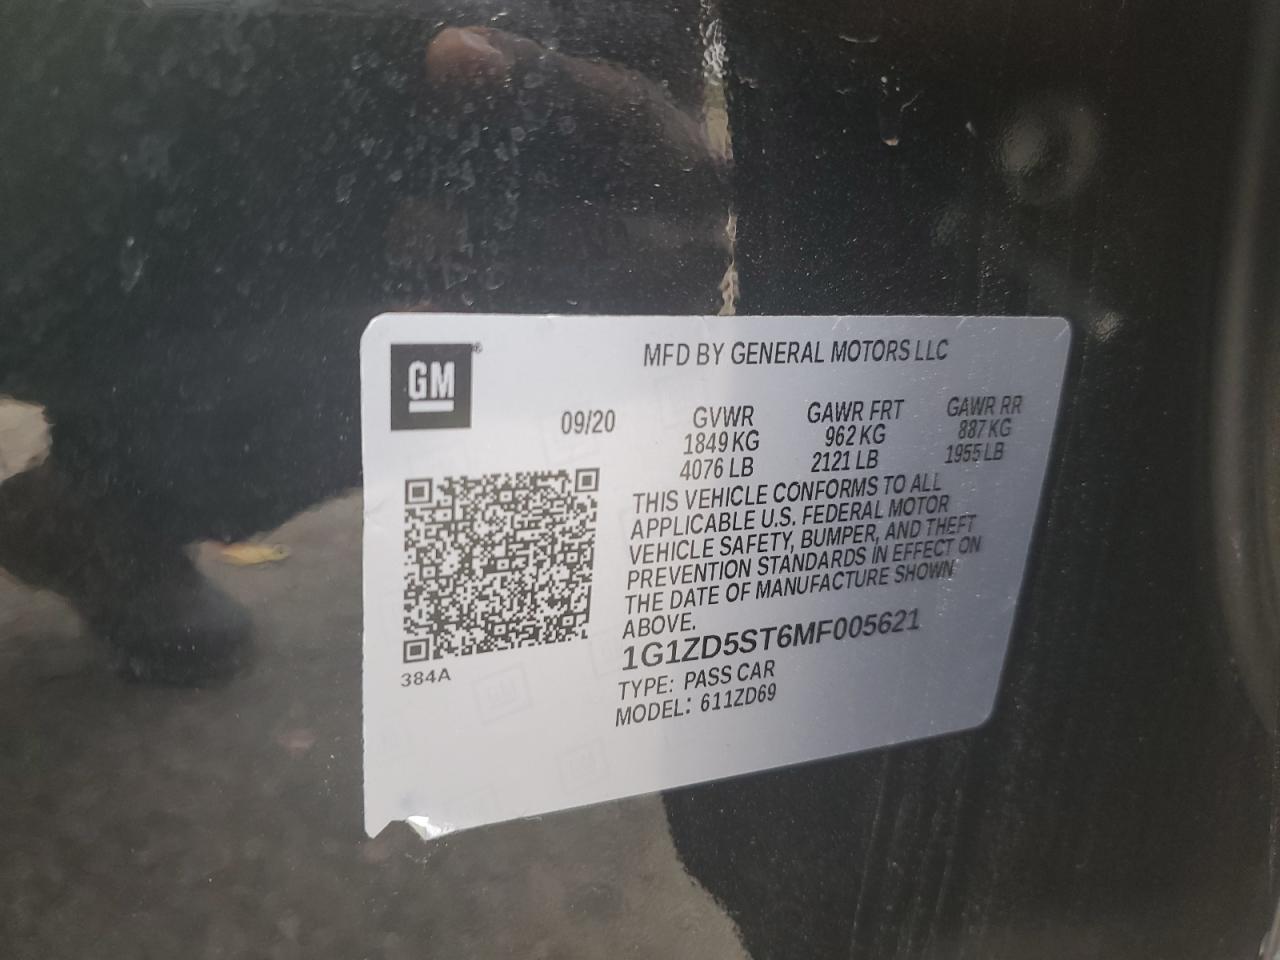 GM
MFD BY GENERAL MOTORS LLC
09/20
GVWR GAWR FRT GAWR RR
1849 KG 962 KG 887 KG
4076 LB 2121 LB 1955 LB
THIS VEHICLE CONFORMS TO ALL
APPLICABLE U.S. FEDERAL MOTOR
VEHICLE SAFETY, BUMPER, AND THEFT
PREVENTION STANDARDS IN EFFECT ON
THE DATE OF MANUFACTURE SHOWN
ABOVE.
1G1ZD5ST6MF005621
TYPE: PASS CAR
MODEL: 611ZD69
384A